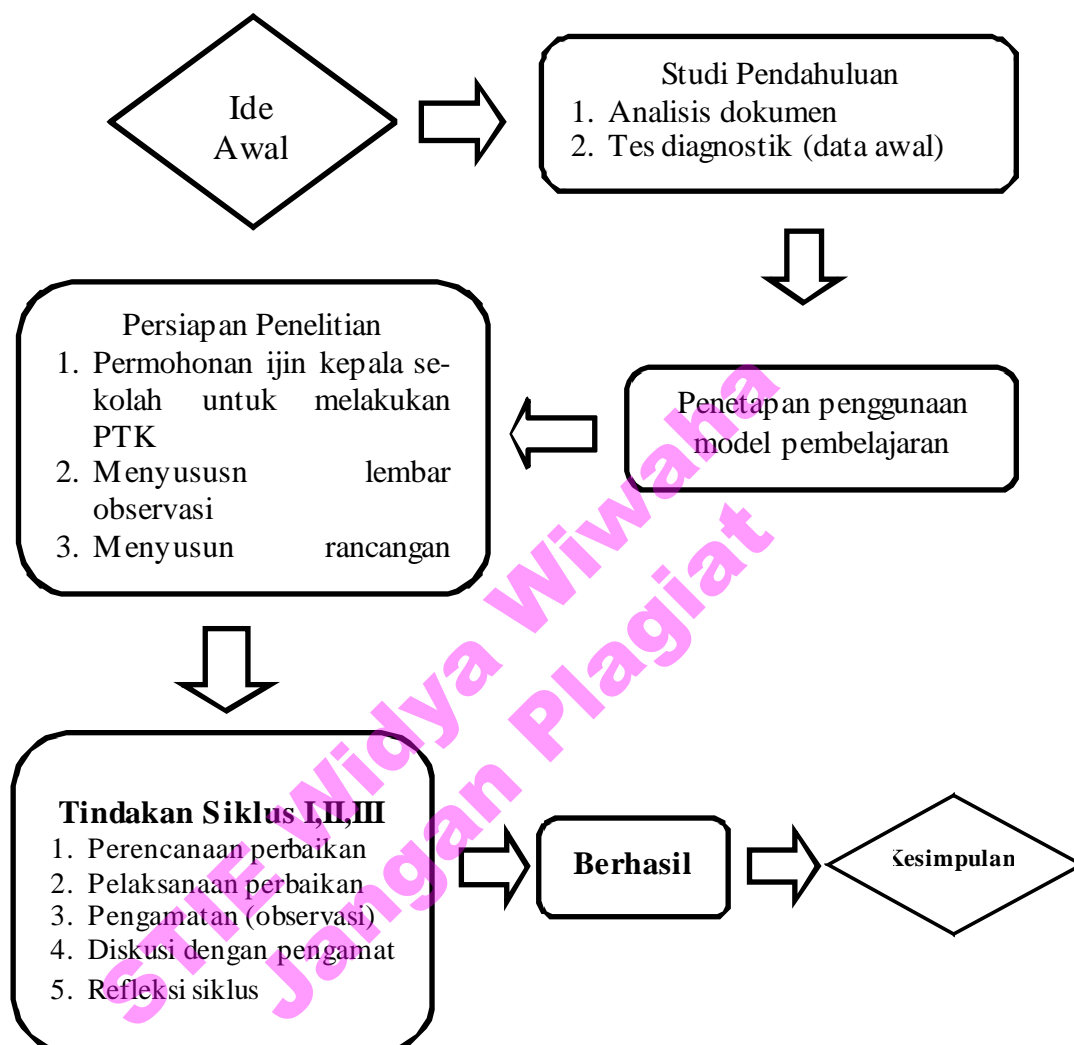 Ide
Awal
Studi Pendahuluan
1. Analisis dokumen
2. Tes diagnostik (data awal)
Penetapan penggunaan
model pembelajaran
Persiapan Penelitian
1. Permohonan ijin kepala se-
kolah untuk melakukan
PTK
2. Menyususn lembar
observasi
3. Menyusun rancangan
Tindakan Siklus I,II,III
1. Perencanaan perbaikan
2. Pelaksanaan perbaikan
3. Pengamatan (observasi)
4. Diskusi dengan pengamat
5. Refleksi siklus
Berhasil
Kesimpulan
STIE Widya Wiwaha
Jangan Plagiat